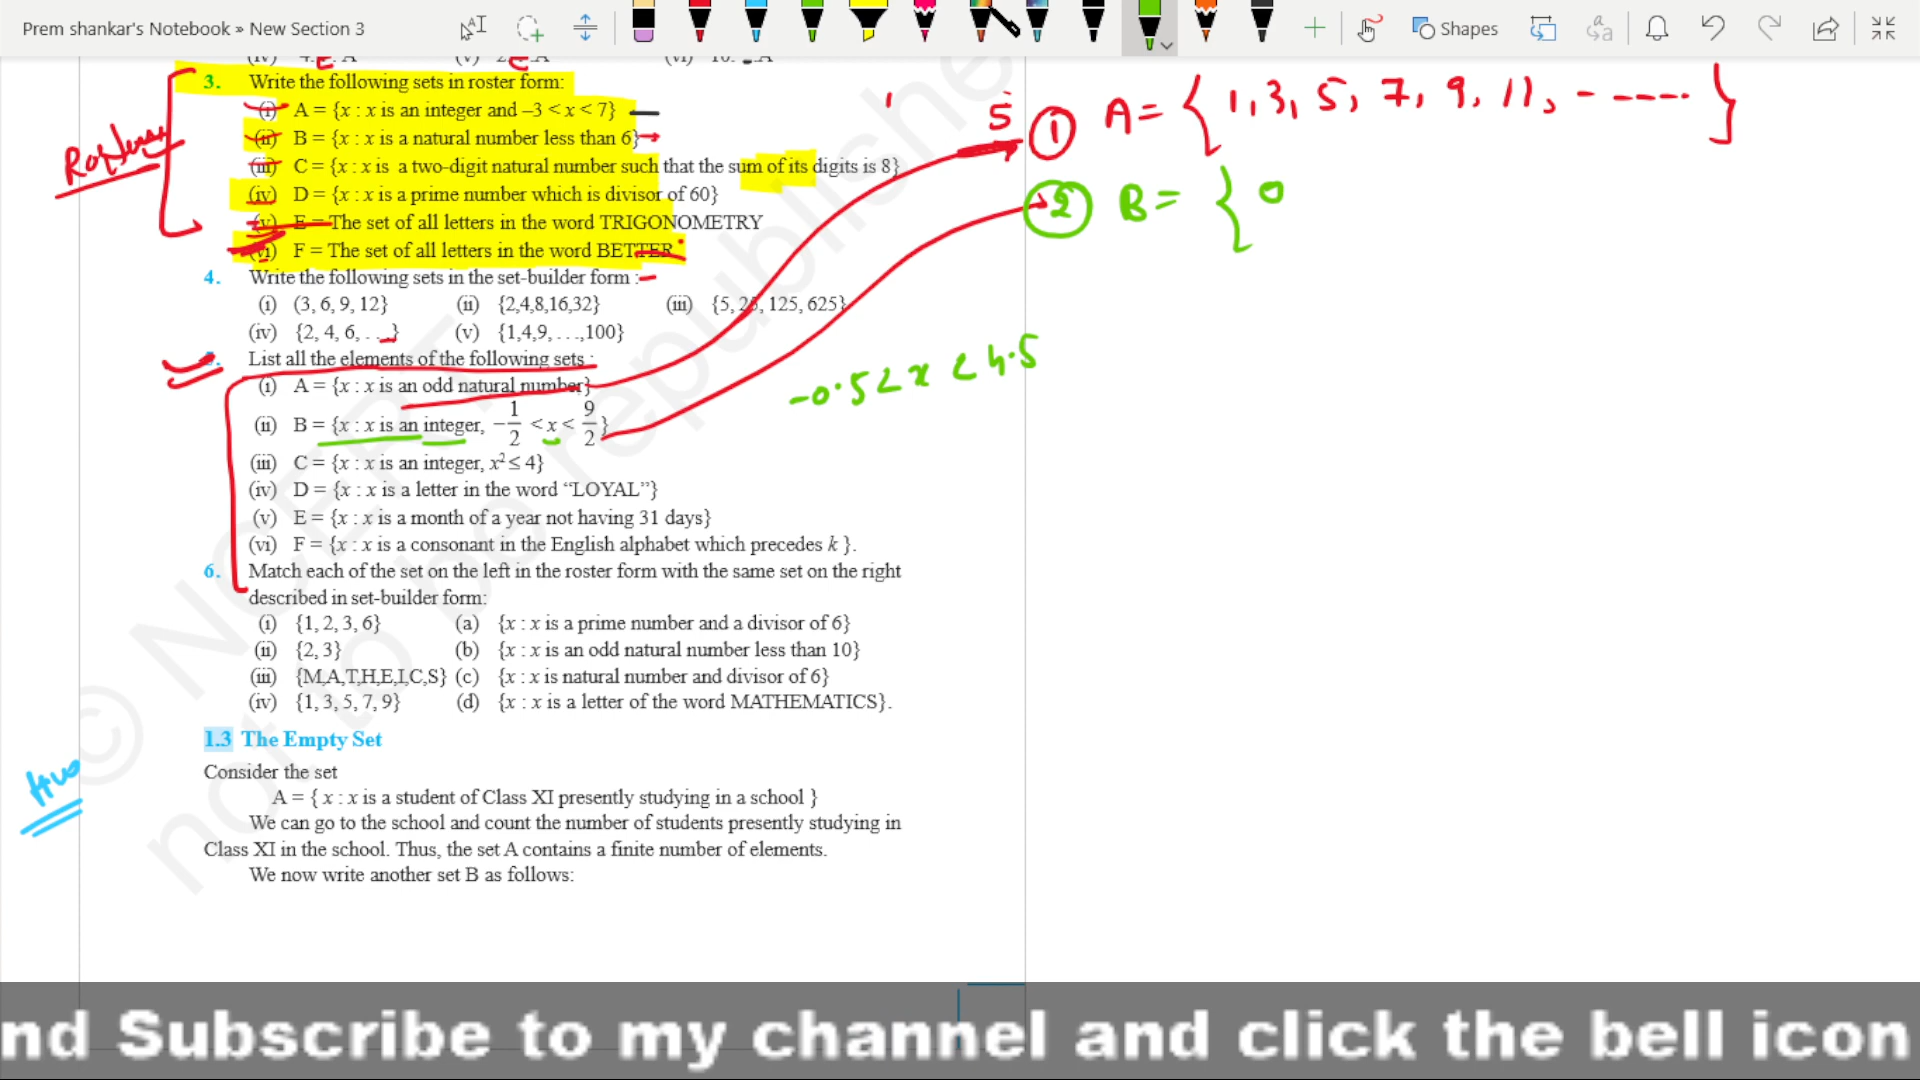 Prem shankar's Notebook » New Section 3
Shapes
3. Write the following sets in roster form:
(i) A = {x : x is an integer and –3 < x < 7}
(ii) B = {x : x is a natural number less than 6}
(iii) C = {x : x is a two-digit natural number such that the sum of its digits is 8}
(iv) D = {x : x is a prime number which is divisor of 60}
(v) E = The set of all letters in the word TRIGONOMETRY
(vi) F = The set of all letters in the word BETTER
4. Write the following sets in the set-builder form :
(i) (3, 6, 9, 12} (ii) {2,4,8,16,32} (iii) {5, 25, 125, 625}
(iv) {2, 4, 6, . . .} (v) {1,4,9, . . .,100}
List all the elements of the following sets :
(i) A = {x : x is an odd natural number}
(ii) B = {x : x is an integer, –1/2 < x < 9/2}
(iii) C = {x : x is an integer, x² ≤ 4}
(iv) D = {x : x is a letter in the word “LOYAL”}
(v) E = {x : x is a month of a year not having 31 days}
(vi) F = {x : x is a consonant in the English alphabet which precedes k }.
6. Match each of the set on the left in the roster form with the same set on the right
described in set-builder form:
(i) {1, 2, 3, 6} (a) {x : x is a prime number and a divisor of 6}
(ii) {2, 3} (b) {x : x is an odd natural number less than 10}
(iii) {M,A,T,H,E,I,C,S} (c) {x : x is natural number and divisor of 6}
(iv) {1, 3, 5, 7, 9} (d) {x : x is a letter of the word MATHEMATICS}.
1.3 The Empty Set
Consider the set
A = { x : x is a student of Class XI presently studying in a school }
We can go to the school and count the number of students presently studying in
Class XI in the school. Thus, the set A contains a finite number of elements.
We now write another set B as follows:
© NCERT
not to be republished
5
① A = { 1, 3, 5, 7, 9, 11, - ----- }
② B = { 0
-0.5 < x < 4.5
nd Subscribe to my channel and click the bell icon